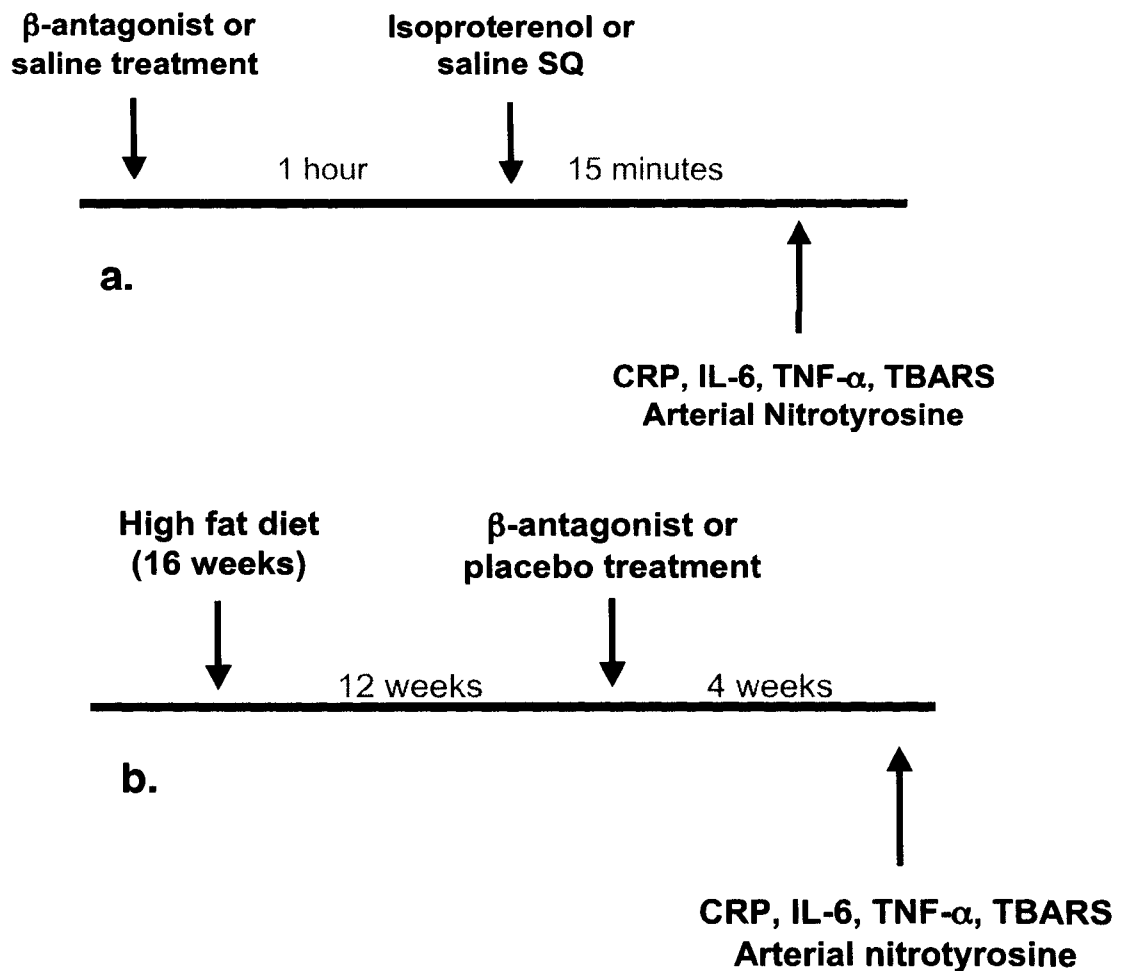 β-antagonist or
saline treatment
Isoproterenol or
saline SQ
1 hour
15 minutes
a.
CRP, IL-6, TNF-α, TBARS
Arterial Nitrotyrosine
High fat diet
(16 weeks)
β-antagonist or
placebo treatment
12 weeks
4 weeks
b.
CRP, IL-6, TNF-α, TBARS
Arterial nitrotyrosine